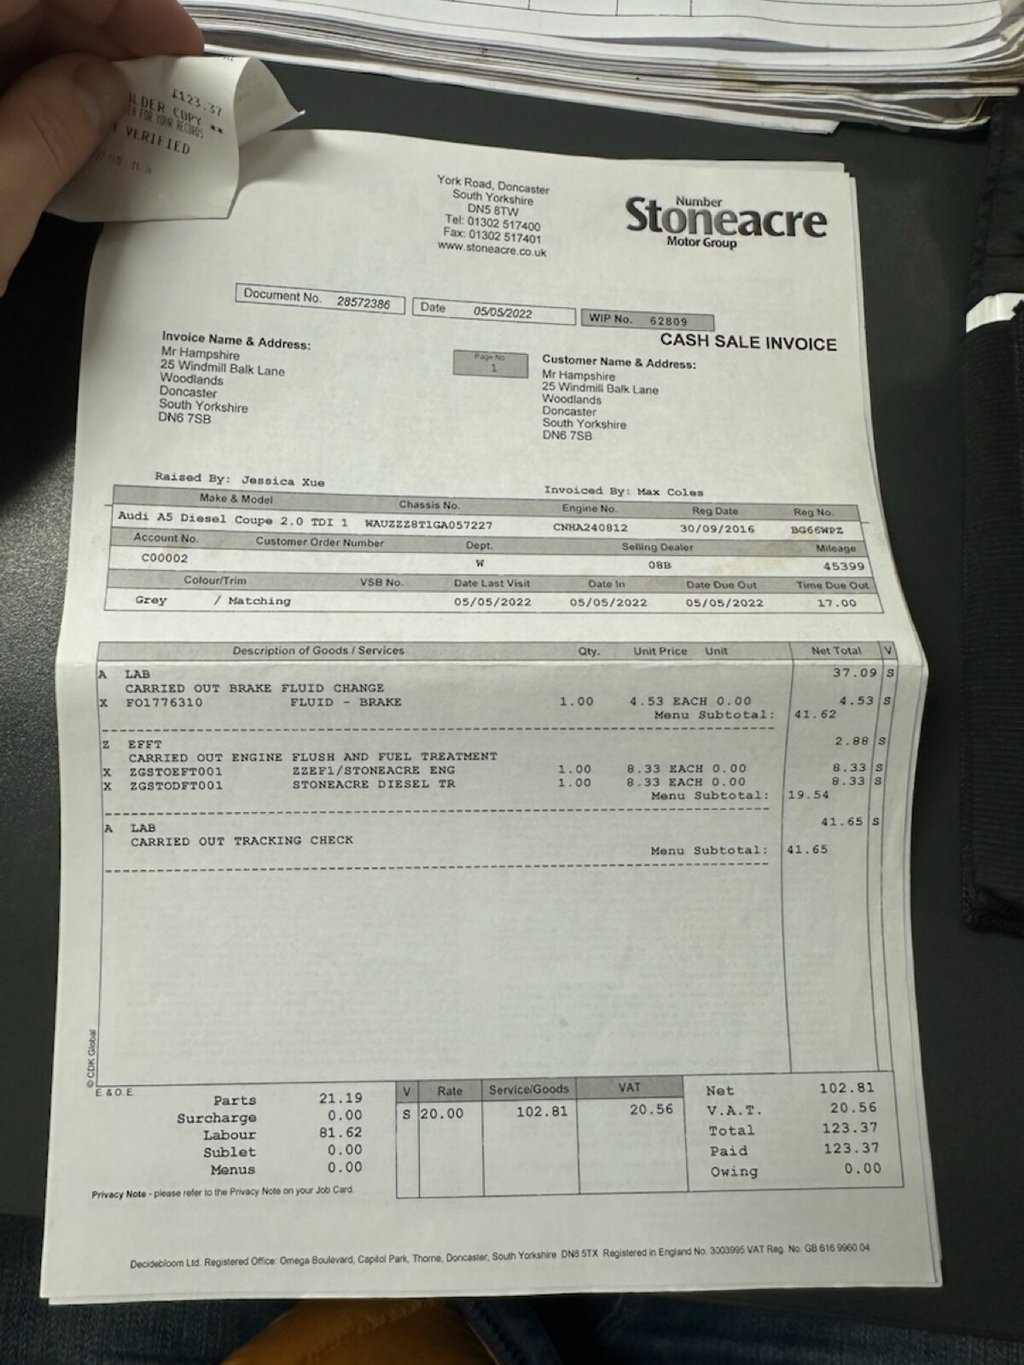 £123.37
LDER COPY **
FOR YOUR RECORDS
VERIFIED
York Road, Doncaster
South Yorkshire
DN5 8TW
Tel: 01302 517400
Fax: 01302 517401
www.stoneacre.co.uk
Number
Stoneacre
Motor Group
Document No. 28572386 Date 05/05/2022 WIP No. 62809
CASH SALE INVOICE
Invoice Name & Address:
Mr Hampshire
25 Windmill Balk Lane
Woodlands
Doncaster
South Yorkshire
DN6 7SB
Page No
1
Customer Name & Address:
Mr Hampshire
25 Windmill Balk Lane
Woodlands
Doncaster
South Yorkshire
DN6 7SB
Raised By: Jessica Xue Invoiced By: Max Coles
Make & Model Chassis No. Engine No. Reg Date Reg No.
Audi A5 Diesel Coupe 2.0 TDI 1 WAUZZZ8T1GA057227 CNHA240812 30/09/2016 BG66WPZ
Account No. Customer Order Number Dept. Selling Dealer Mileage
C00002 W 08B 45399
Colour/Trim VSB No. Date Last Visit Date In Date Due Out Time Due Out
Grey / Matching 05/05/2022 05/05/2022 05/05/2022 17.00
Description of Goods / Services Qty. Unit Price Unit Net Total V
A LAB 37.09 S
CARRIED OUT BRAKE FLUID CHANGE
X FO1776310 FLUID - BRAKE 1.00 4.53 EACH 0.00 4.53 S
Menu Subtotal: 41.62
Z EFFT 2.88 S
CARRIED OUT ENGINE FLUSH AND FUEL TREATMENT
X ZGSTOEFT001 ZZEF1/STONEACRE ENG 1.00 8.33 EACH 0.00 8.33 S
X ZGSTODFT001 STONEACRE DIESEL TR 1.00 8.33 EACH 0.00 8.33 S
Menu Subtotal: 19.54
A LAB 41.65 S
CARRIED OUT TRACKING CHECK
Menu Subtotal: 41.65
© CDK Global
E. & O. E.
Parts 21.19
Surcharge 0.00
Labour 81.62
Sublet 0.00
Menus 0.00
V Rate Service/Goods VAT
S 20.00 102.81 20.56
Net 102.81
V.A.T. 20.56
Total 123.37
Paid 123.37
Owing 0.00
Privacy Note - please refer to the Privacy Note on your Job Card.
Decidebloom Ltd. Registered Office: Omega Boulevard, Capitol Park, Thorne, Doncaster, South Yorkshire DN8 5TX Registered in England No. 3003995 VAT Reg. No. GB 616 9960 04